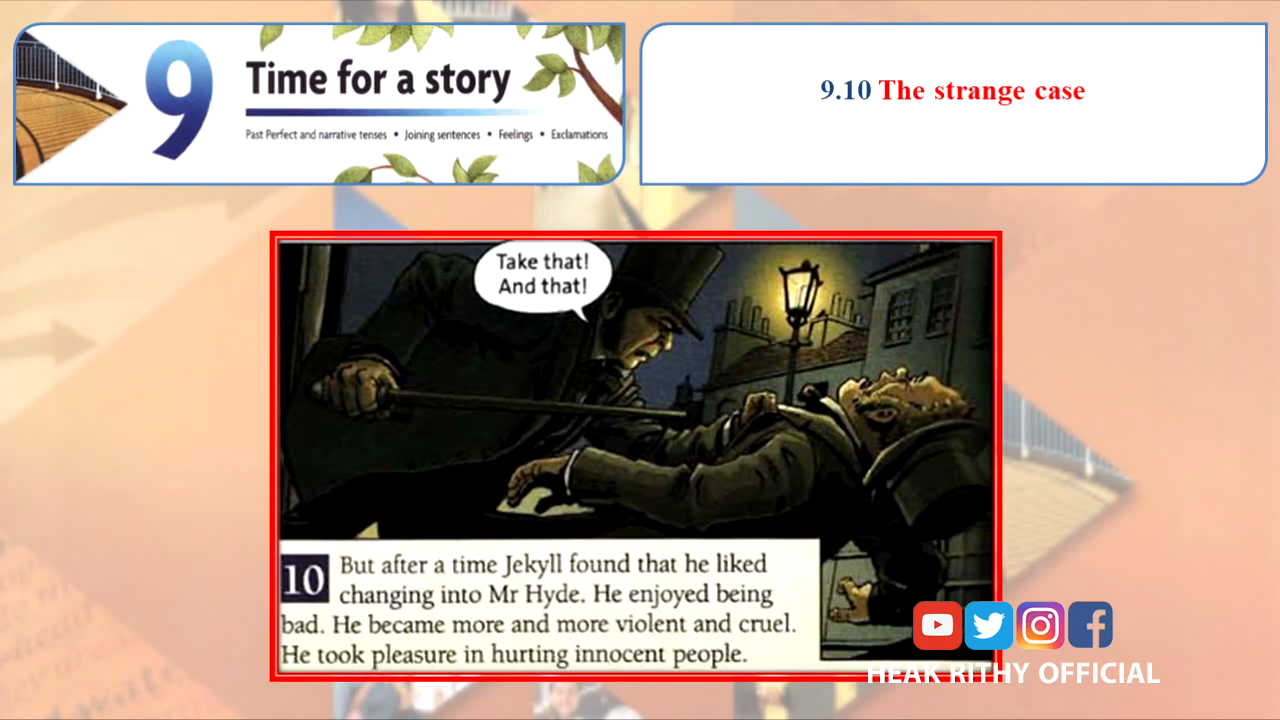 9
Time for a story
Past Perfect and narrative tenses • Joining sentences • Feelings • Exclamations
9.10 The strange case
Take that!
And that!
10
But after a time Jekyll found that he liked
changing into Mr Hyde. He enjoyed being
bad. He became more and more violent and cruel.
He took pleasure in hurting innocent people.
HEAK RITHY OFFICIAL